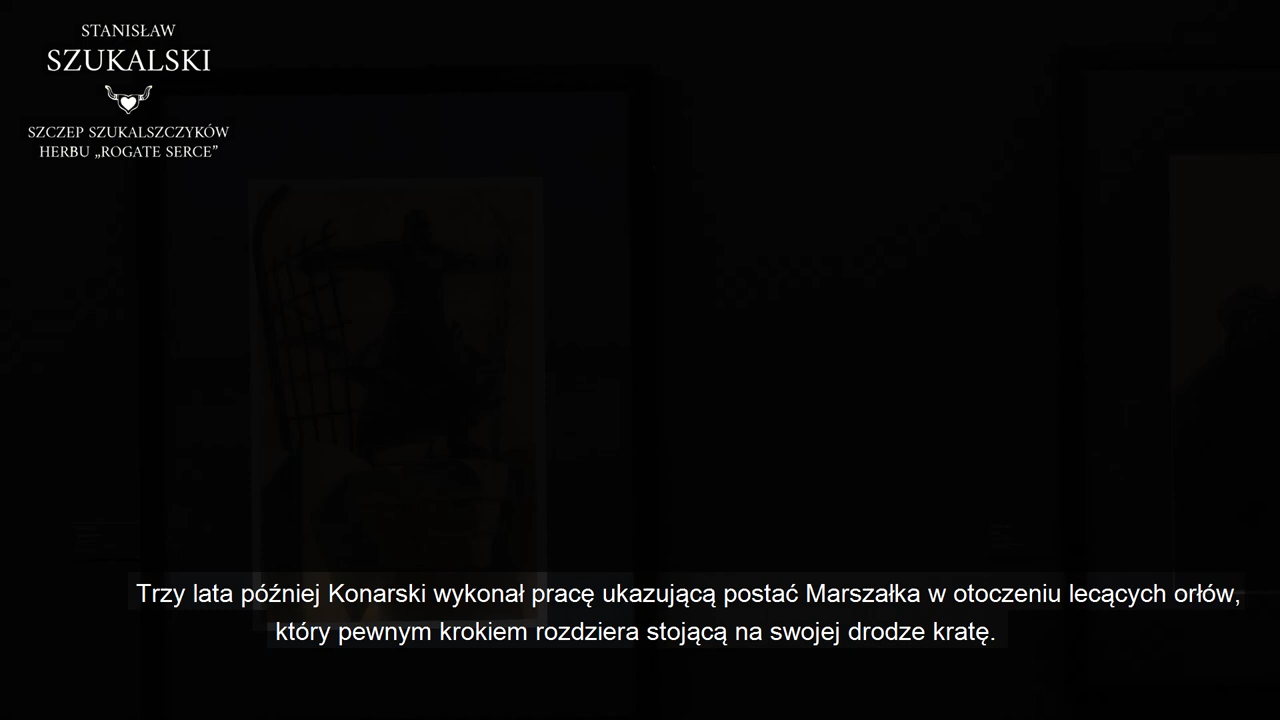 STANISŁAW
SZUKALSKI
SZCZEP SZUKALSZCZYKÓW
HERBU „ROGATE SERCE”
Trzy lata później Konarski wykonał pracę ukazującą postać Marszałka w otoczeniu lecących orłów,
który pewnym krokiem rozdziera stojącą na swojej drodze kratę.